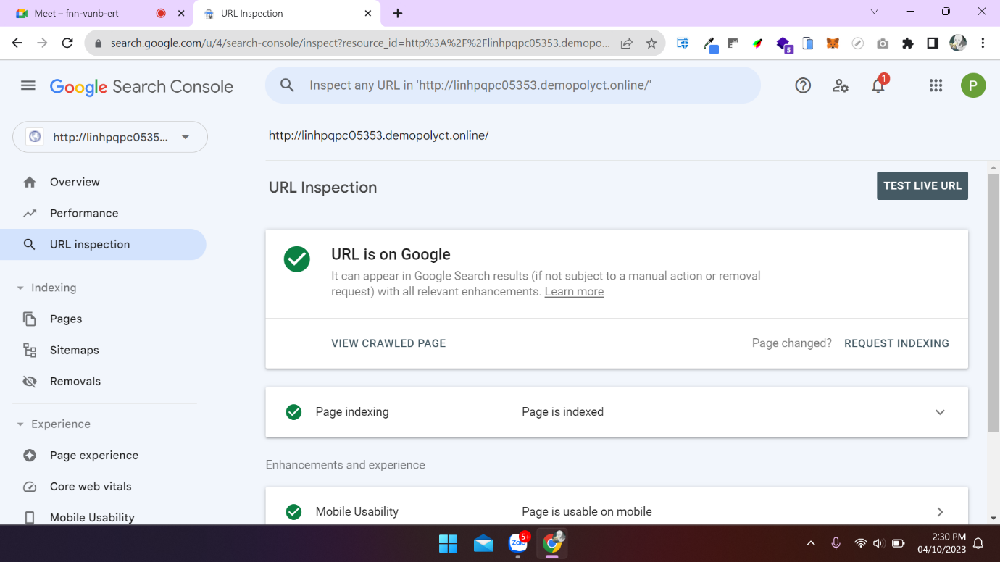 Meet – fnn-vunb-ert
URL Inspection
search.google.com/u/4/search-console/inspect?resource_id=http%3A%2F%2Flinhpqpc05353.demopo...
5
Google Search Console
Inspect any URL in 'http://linhpqpc05353.demopolyct.online/'
1
P
http://linhpqpc0535...
http://linhpqpc05353.demopolyct.online/
Overview
Performance
URL inspection
Indexing
Pages
Sitemaps
Removals
Experience
Page experience
Core web vitals
Mobile Usability
URL Inspection
TEST LIVE URL
URL is on Google
It can appear in Google Search results (if not subject to a manual action or removal
request) with all relevant enhancements. Learn more
VIEW CRAWLED PAGE
Page changed? REQUEST INDEXING
Page indexing
Page is indexed
Enhancements and experience
Mobile Usability
Page is usable on mobile
Zalo
5+
2:30 PM
04/10/2023